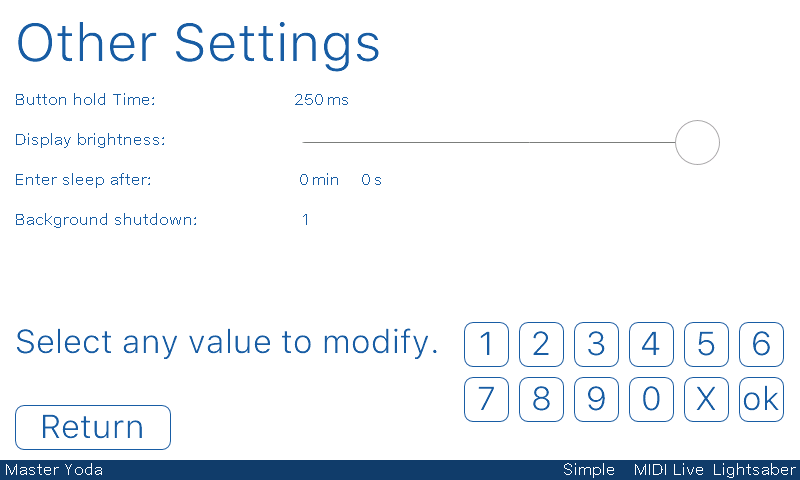 Other Settings
Button hold Time: 250 ms
Display brightness:
Enter sleep after: 0 min 0 s
Background shutdown: 1
Select any value to modify.
1 2 3 4 5 6
7 8 9 0 X ok
Return
Master Yoda Simple MIDI Live Lightsaber